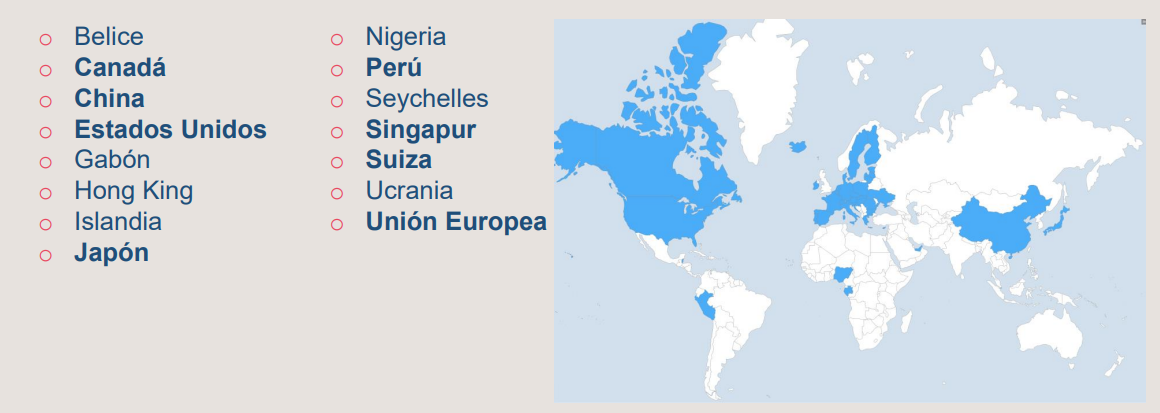 Belice
Canadá
China
Estados Unidos
Gabón
Hong King
Islandia
Japón
Nigeria
Perú
Seychelles
Singapur
Suiza
Ucrania
Unión Europea